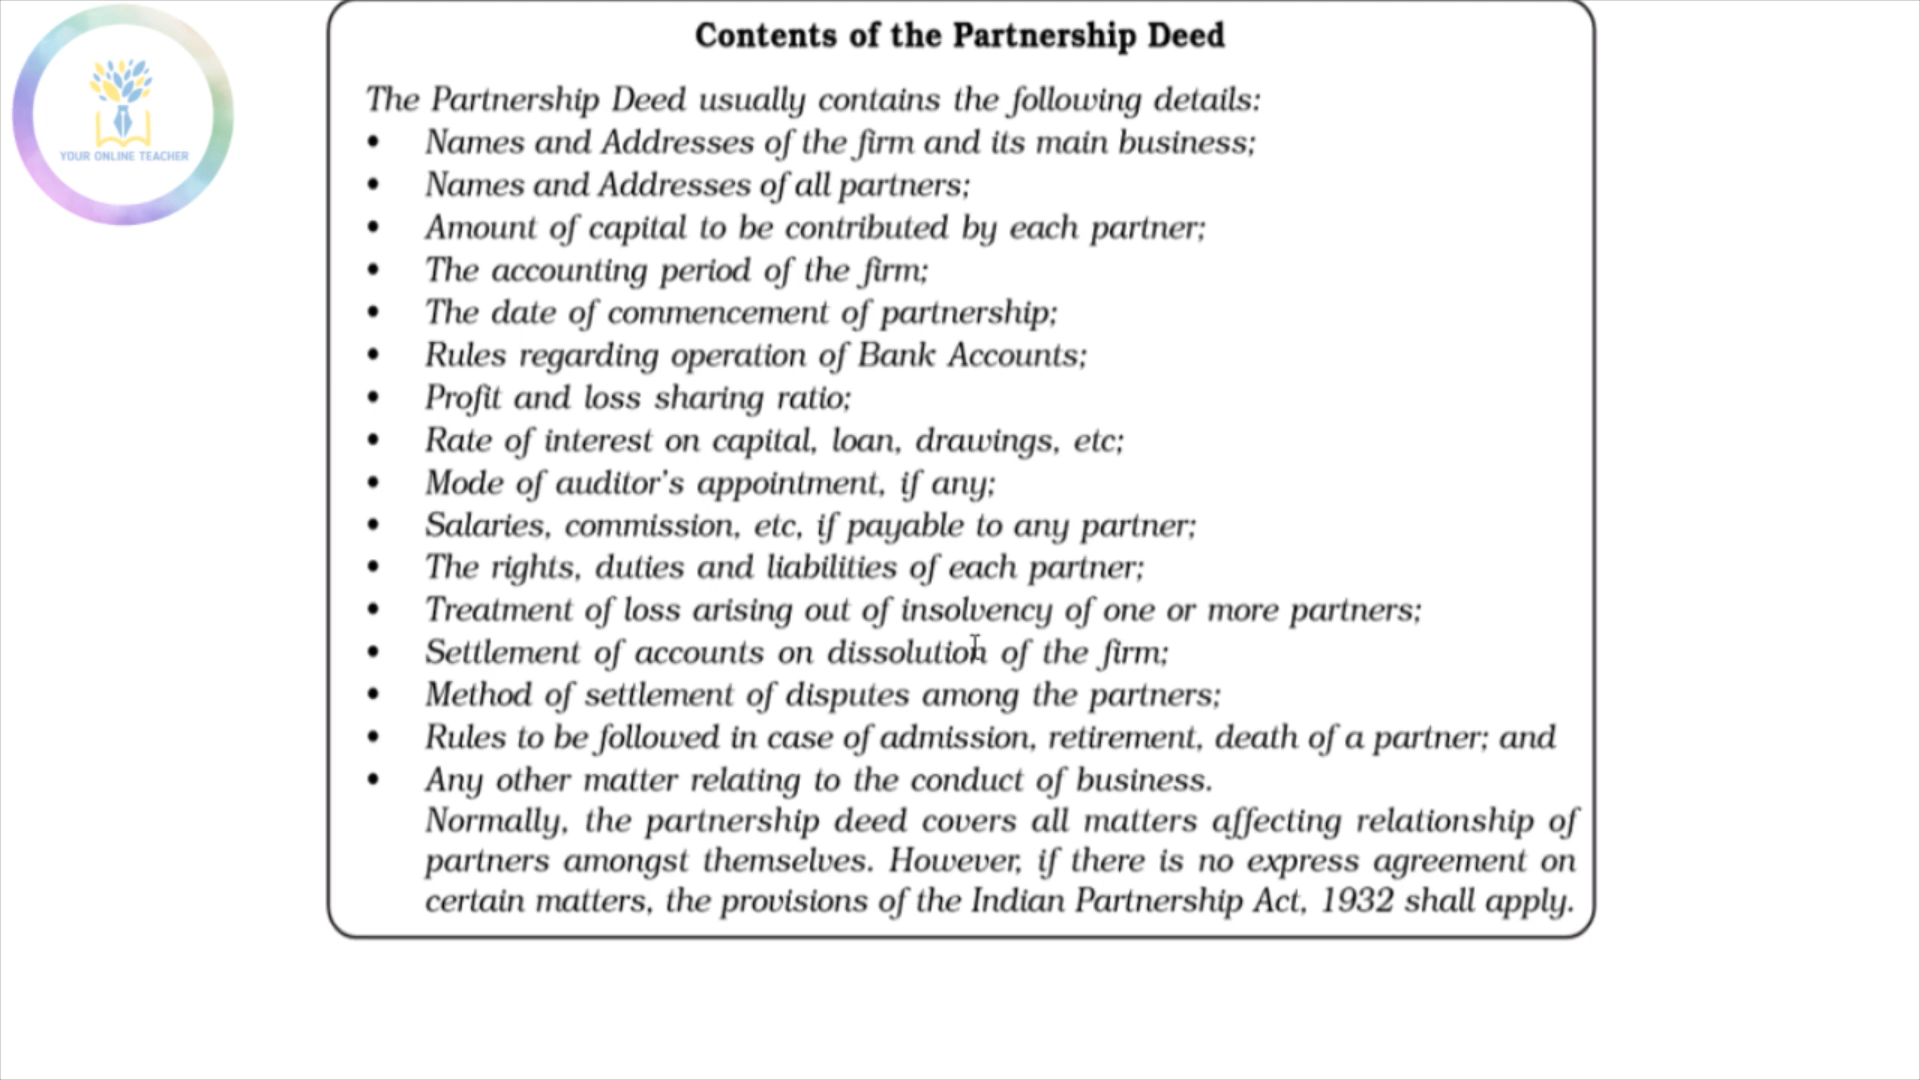 Contents of the Partnership Deed
YOUR ONLINE TEACHER
The Partnership Deed usually contains the following details:
• Names and Addresses of the firm and its main business;
• Names and Addresses of all partners;
• Amount of capital to be contributed by each partner;
• The accounting period of the firm;
• The date of commencement of partnership;
• Rules regarding operation of Bank Accounts;
• Profit and loss sharing ratio;
• Rate of interest on capital, loan, drawings, etc;
• Mode of auditor's appointment, if any;
• Salaries, commission, etc, if payable to any partner;
• The rights, duties and liabilities of each partner;
• Treatment of loss arising out of insolvency of one or more partners;
• Settlement of accounts on dissolution of the firm;
• Method of settlement of disputes among the partners;
• Rules to be followed in case of admission, retirement, death of a partner; and
• Any other matter relating to the conduct of business.
Normally, the partnership deed covers all matters affecting relationship of
partners amongst themselves. However, if there is no express agreement on
certain matters, the provisions of the Indian Partnership Act, 1932 shall apply.